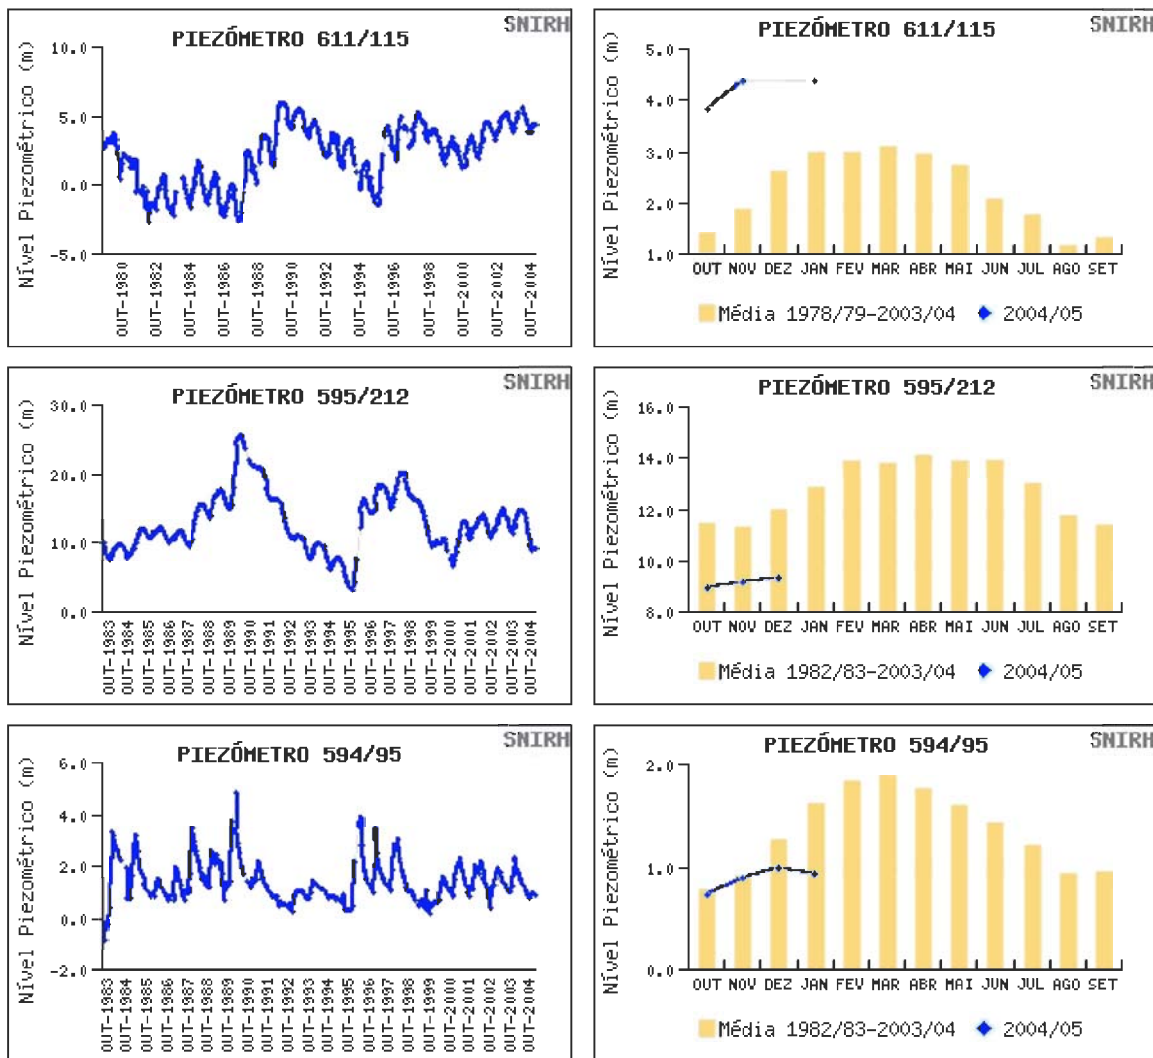 PIEZÓMETRO 611/115
SNIRH
Nível Piezométrico (m)
10.0
5.0
0.0
-5.0
OUT-1980
OUT-1982
OUT-1984
OUT-1986
OUT-1988
OUT-1990
OUT-1992
OUT-1994
OUT-1996
OUT-1998
OUT-2000
OUT-2002
OUT-2004
PIEZÓMETRO 611/115
SNIRH
Nível Piezométrico (m)
5.0
4.0
3.0
2.0
1.0
OUT NOV DEZ JAN FEV MAR ABR MAI JUN JUL AGO SET
Média 1978/79-2003/04 2004/05
PIEZÓMETRO 595/212
SNIRH
Nível Piezométrico (m)
30.0
20.0
10.0
0.0
OUT-1983
OUT-1984
OUT-1985
OUT-1986
OUT-1987
OUT-1988
OUT-1989
OUT-1990
OUT-1991
OUT-1992
OUT-1993
OUT-1994
OUT-1995
OUT-1996
OUT-1997
OUT-1998
OUT-1999
OUT-2000
OUT-2001
OUT-2002
OUT-2003
OUT-2004
PIEZÓMETRO 595/212
SNIRH
Nível Piezométrico (m)
16.0
14.0
12.0
10.0
8.0
OUT NOV DEZ JAN FEV MAR ABR MAI JUN JUL AGO SET
Média 1982/83-2003/04 2004/05
PIEZÓMETRO 594/95
SNIRH
Nível Piezométrico (m)
6.0
4.0
2.0
0.0
-2.0
OUT-1983
OUT-1984
OUT-1985
OUT-1986
OUT-1987
OUT-1988
OUT-1989
OUT-1990
OUT-1991
OUT-1992
OUT-1993
OUT-1994
OUT-1995
OUT-1996
OUT-1997
OUT-1998
OUT-1999
OUT-2000
OUT-2001
OUT-2002
OUT-2003
OUT-2004
PIEZÓMETRO 594/95
SNIRH
Nível Piezométrico (m)
2.0
1.0
0.0
OUT NOV DEZ JAN FEV MAR ABR MAI JUN JUL AGO SET
Média 1982/83-2003/04 2004/05